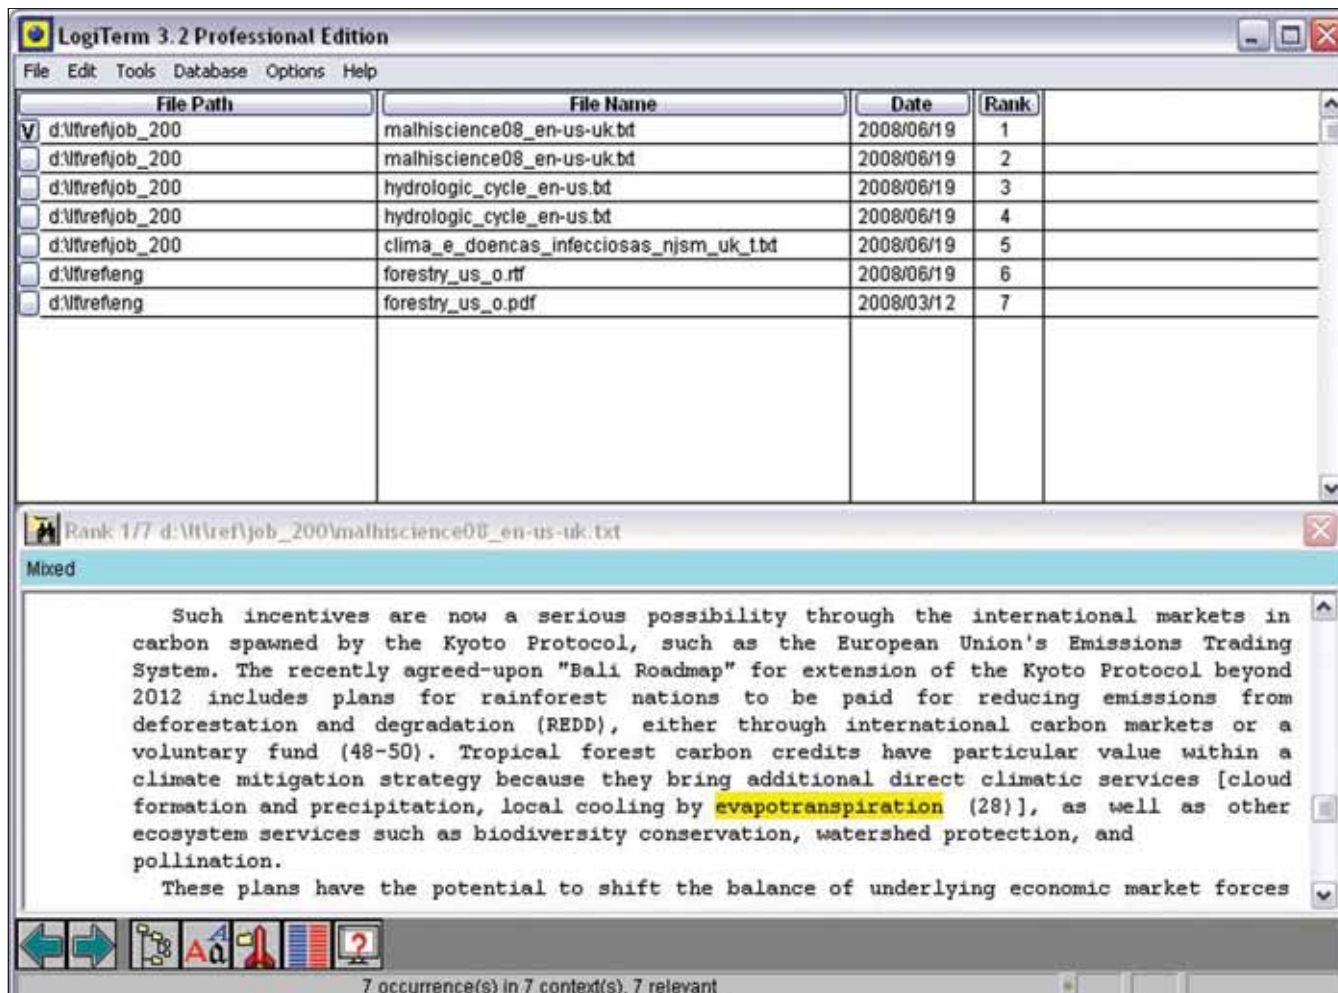 LogiTerm 3.2 Professional Edition
File Edit Tools Database Options Help
File Path File Name Date Rank
V d:\lt\ref\job_200 malhiscience08_en-us-uk.txt 2008/06/19 1
d:\lt\ref\job_200 malhiscience08_en-us-uk.txt 2008/06/19 2
d:\lt\ref\job_200 hydrologic_cycle_en-us.txt 2008/06/19 3
d:\lt\ref\job_200 hydrologic_cycle_en-us.txt 2008/06/19 4
d:\lt\ref\job_200 clima_e_doencas_infecciosas_njsm_uk_t.txt 2008/06/19 5
d:\lt\ref\eng forestry_us_o.rtf 2008/06/19 6
d:\lt\ref\eng forestry_us_o.pdf 2008/03/12 7
Rank 1/7 d:\lt\ref\job_200\malhiscience08_en-us-uk.txt
Mixed
Such incentives are now a serious possibility through the international markets in
carbon spawned by the Kyoto Protocol, such as the European Union's Emissions Trading
System. The recently agreed-upon "Bali Roadmap" for extension of the Kyoto Protocol beyond
2012 includes plans for rainforest nations to be paid for reducing emissions from
deforestation and degradation (REDD), either through international carbon markets or a
voluntary fund (48-50). Tropical forest carbon credits have particular value within a
climate mitigation strategy because they bring additional direct climatic services [cloud
formation and precipitation, local cooling by evapotranspiration (28)], as well as other
ecosystem services such as biodiversity conservation, watershed protection, and
pollination.
These plans have the potential to shift the balance of underlying economic market forces
7 occurrence(s) in 7 context(s), 7 relevant